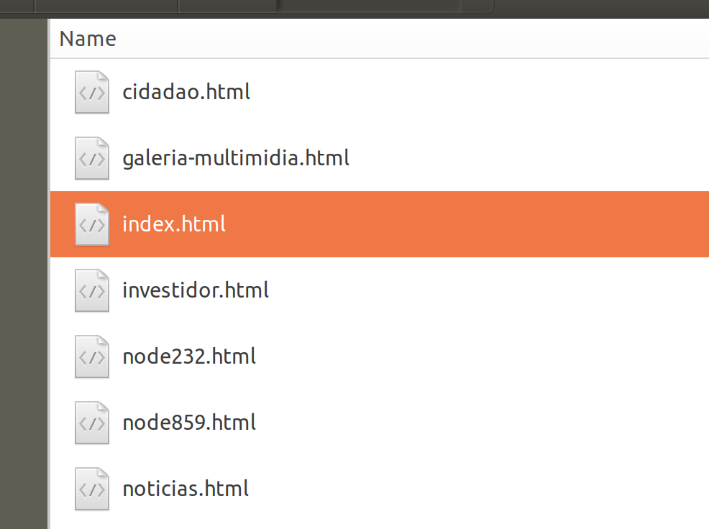 Name
cidadao.html
galeria-multimidia.html
index.html
investidor.html
node232.html
node859.html
noticias.html